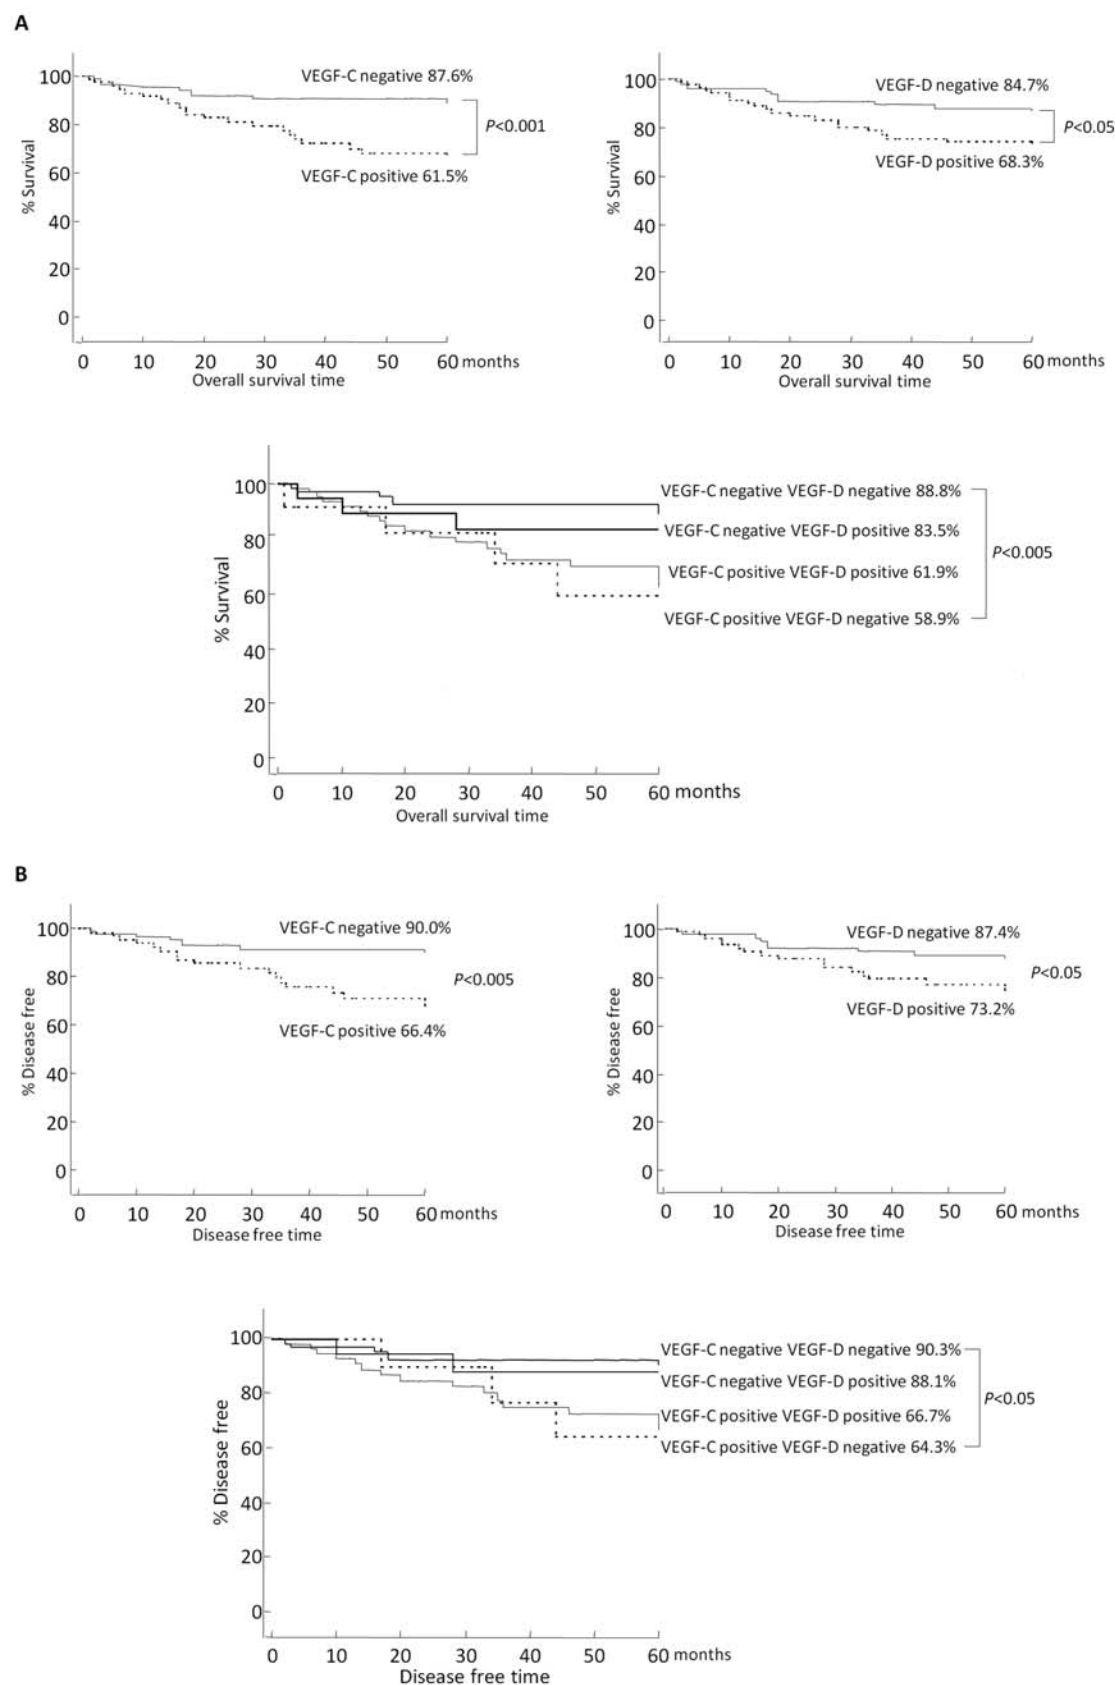 A
VEGF-C negative 87.6%
P<0.001
VEGF-C positive 61.5%
% Survival
100
80
60
40
20
0
0 10 20 30 40 50 60 months
Overall survival time
VEGF-D negative 84.7%
P<0.05
VEGF-D positive 68.3%
% Survival
100
80
60
40
20
0
0 10 20 30 40 50 60 months
Overall survival time
VEGF-C negative VEGF-D negative 88.8%
VEGF-C negative VEGF-D positive 83.5%
P<0.005
VEGF-C positive VEGF-D positive 61.9%
VEGF-C positive VEGF-D negative 58.9%
% Survival
100
80
60
40
20
0
0 10 20 30 40 50 60 months
Overall survival time
B
VEGF-C negative 90.0%
P<0.005
VEGF-C positive 66.4%
% Disease free
100
80
60
40
20
0
0 10 20 30 40 50 60 months
Disease free time
VEGF-D negative 87.4%
P<0.05
VEGF-D positive 73.2%
% Disease free
100
80
60
40
20
0
0 10 20 30 40 50 60 months
Disease free time
VEGF-C negative VEGF-D negative 90.3%
VEGF-C negative VEGF-D positive 88.1%
P<0.05
VEGF-C positive VEGF-D positive 66.7%
VEGF-C positive VEGF-D negative 64.3%
% Disease free
100
80
60
40
20
0
0 10 20 30 40 50 60 months
Disease free time